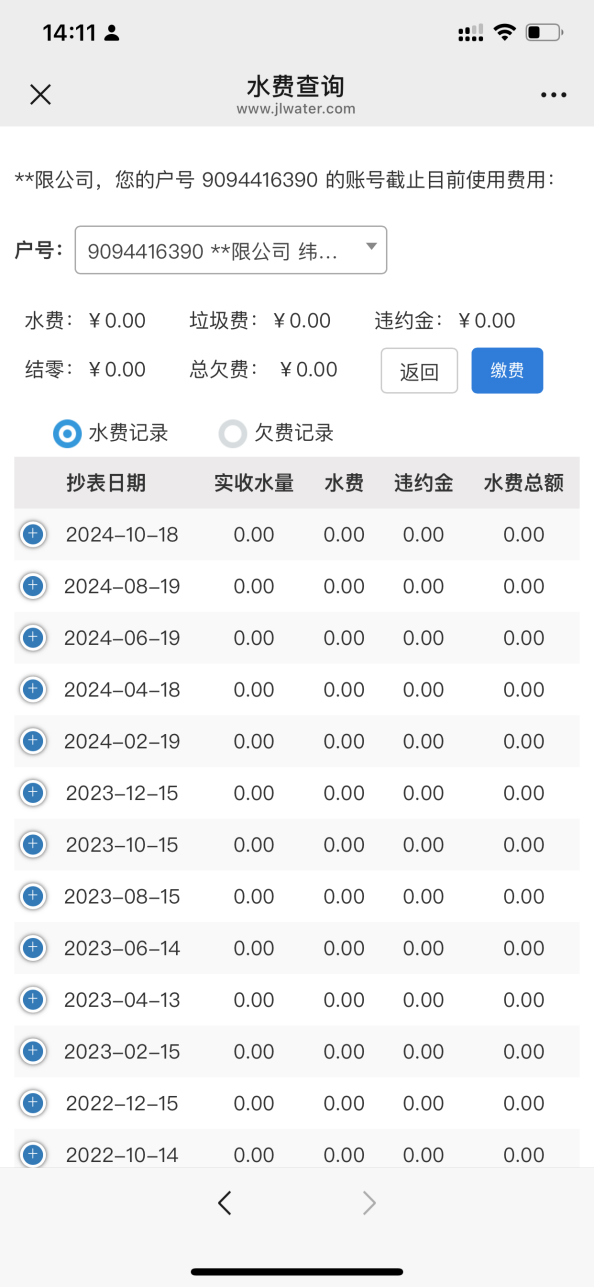 14:11
水费查询
www.jlwater.com
**限公司，您的户号 9094416390 的账号截止目前使用费用：
户号： 9094416390 **限公司 纬...
水费：￥0.00 垃圾费：￥0.00 违约金：￥0.00
结零：￥0.00 总欠费：￥0.00 返回 缴费
水费记录 欠费记录
抄表日期 实收水量 水费 违约金 水费总额
2024-10-18 0.00 0.00 0.00 0.00
2024-08-19 0.00 0.00 0.00 0.00
2024-06-19 0.00 0.00 0.00 0.00
2024-04-18 0.00 0.00 0.00 0.00
2024-02-19 0.00 0.00 0.00 0.00
2023-12-15 0.00 0.00 0.00 0.00
2023-10-15 0.00 0.00 0.00 0.00
2023-08-15 0.00 0.00 0.00 0.00
2023-06-14 0.00 0.00 0.00 0.00
2023-04-13 0.00 0.00 0.00 0.00
2023-02-15 0.00 0.00 0.00 0.00
2022-12-15 0.00 0.00 0.00 0.00
2022-10-14 0.00 0.00 0.00 0.00